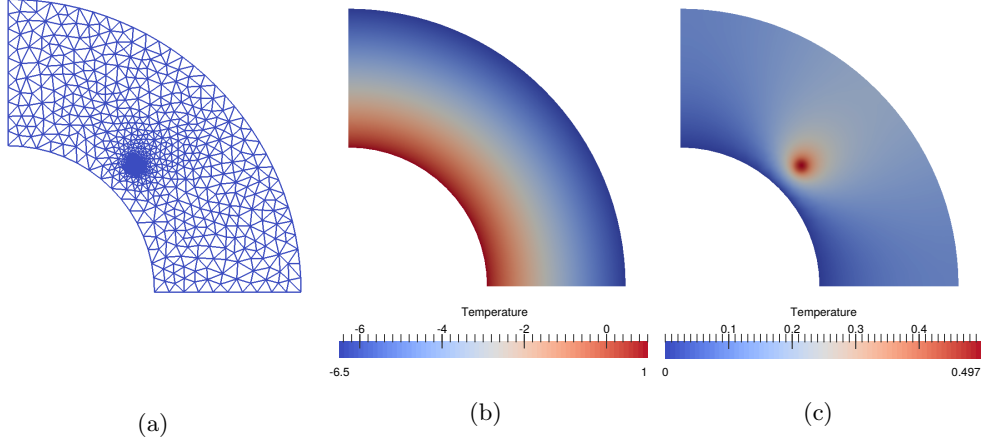 Temperature
-6 -4 -2 0
-6.5 1
Temperature
0.1 0.2 0.3 0.4
0 0.497
(a)
(b)
(c)